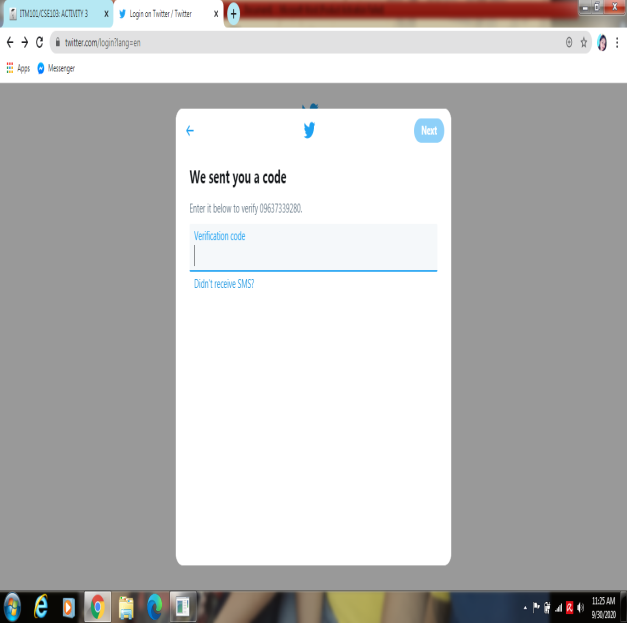 ITM101/CSE103: ACTIVITY 3
Login on Twitter / Twitter
twitter.com/login?lang=en
Apps
Messenger
Next
We sent you a code
Enter it below to verify 09637339280.
Verification code
Didn't receive SMS?
11:25 AM
9/30/2020